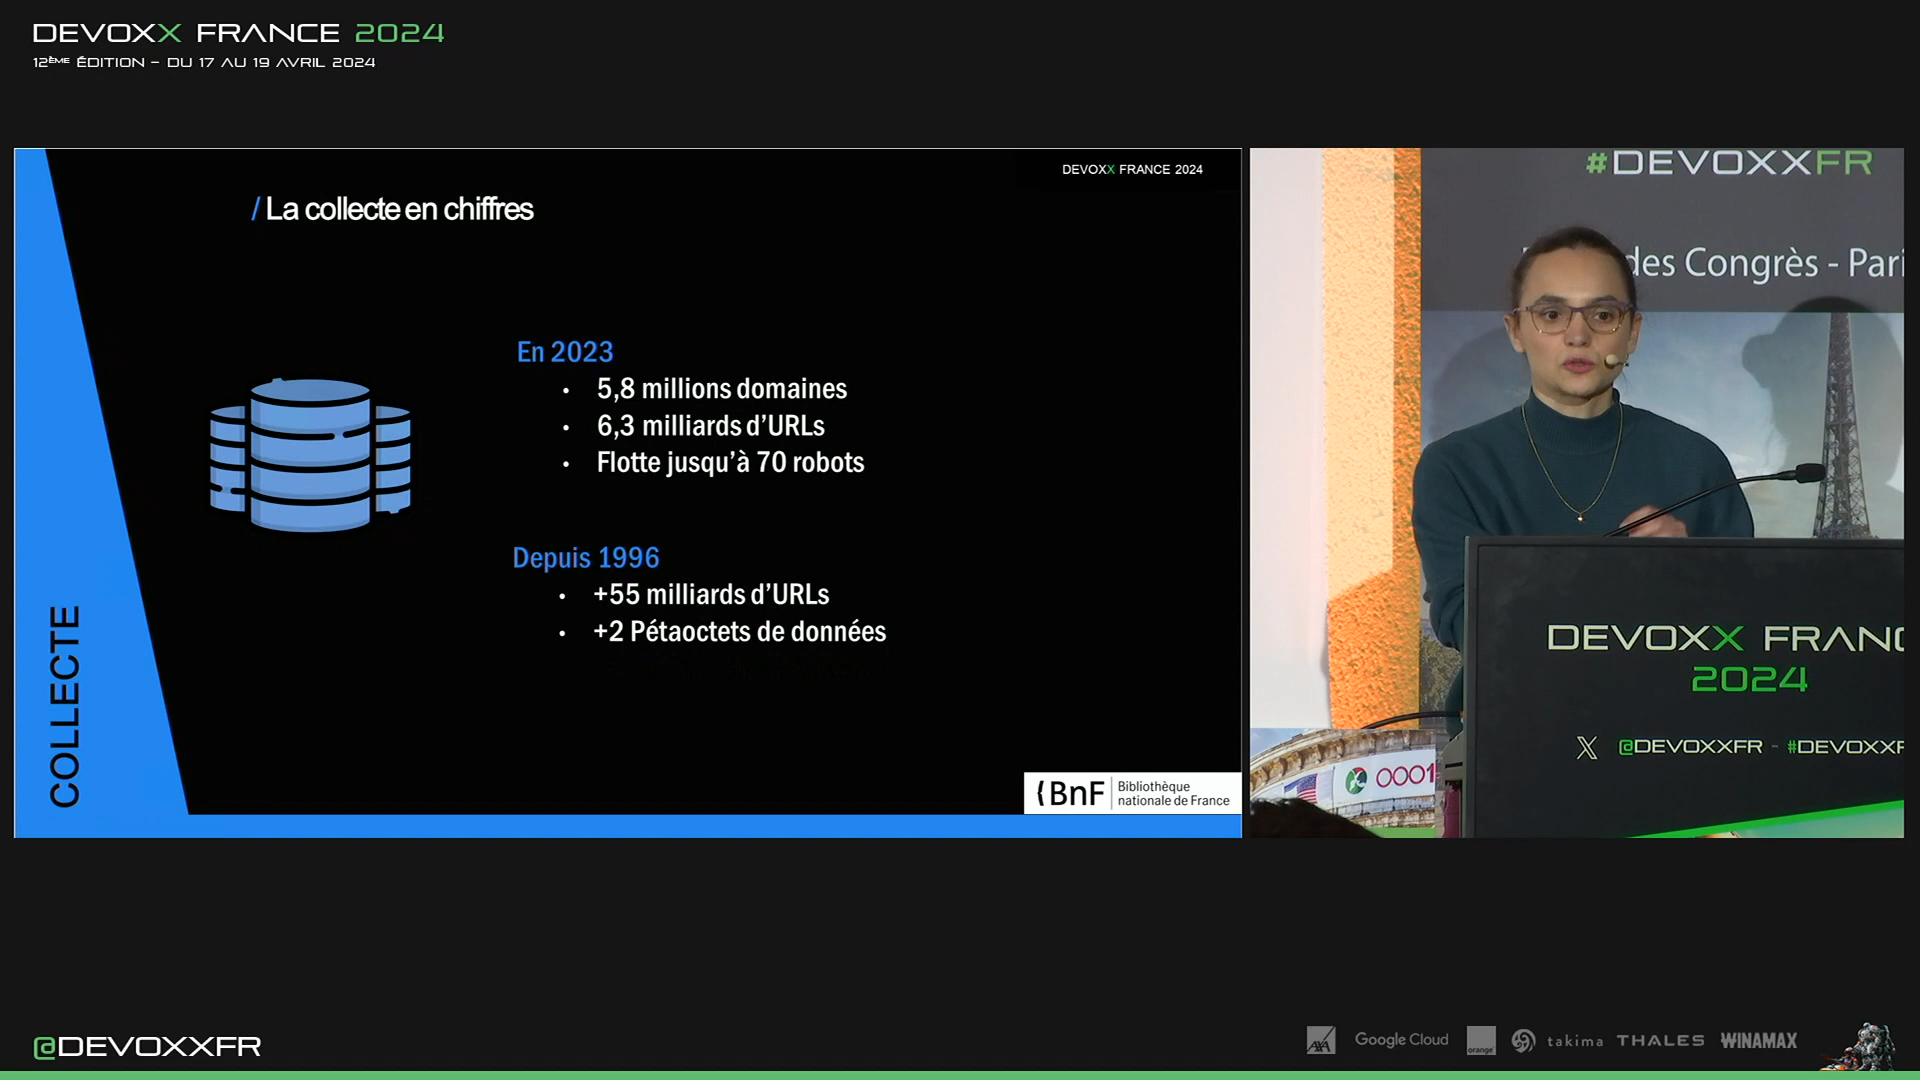 DEVOXX FRANCE 2024
12ÈME ÉDITION – DU 17 AU 19 AVRIL 2024
DEVOXX FRANCE 2024
/ La collecte en chiffres
En 2023
• 5,8 millions domaines
• 6,3 milliards d’URLs
• Flotte jusqu’à 70 robots
Depuis 1996
• +55 milliards d’URLs
• +2 Pétaoctets de données
COLLECTE
BnF Bibliothèque
nationale de France
#DEVOXXFR
des Congrès - Pari
0001
DEVOXX FRANC
2024
X @DEVOXXFR - #DEVOXXF
@DEVOXXFR
AXA Google Cloud orange takima THALES WINAMAX